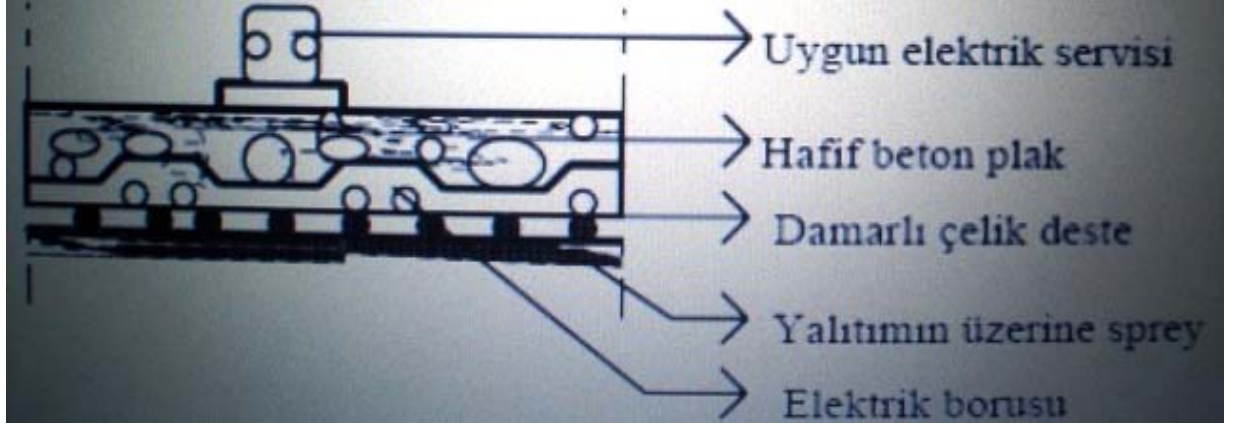 Uygun elektrik servisi
Hafif beton plak
Damarlı çelik deste
Yalıtımın üzerine sprey
Elektrik borusu